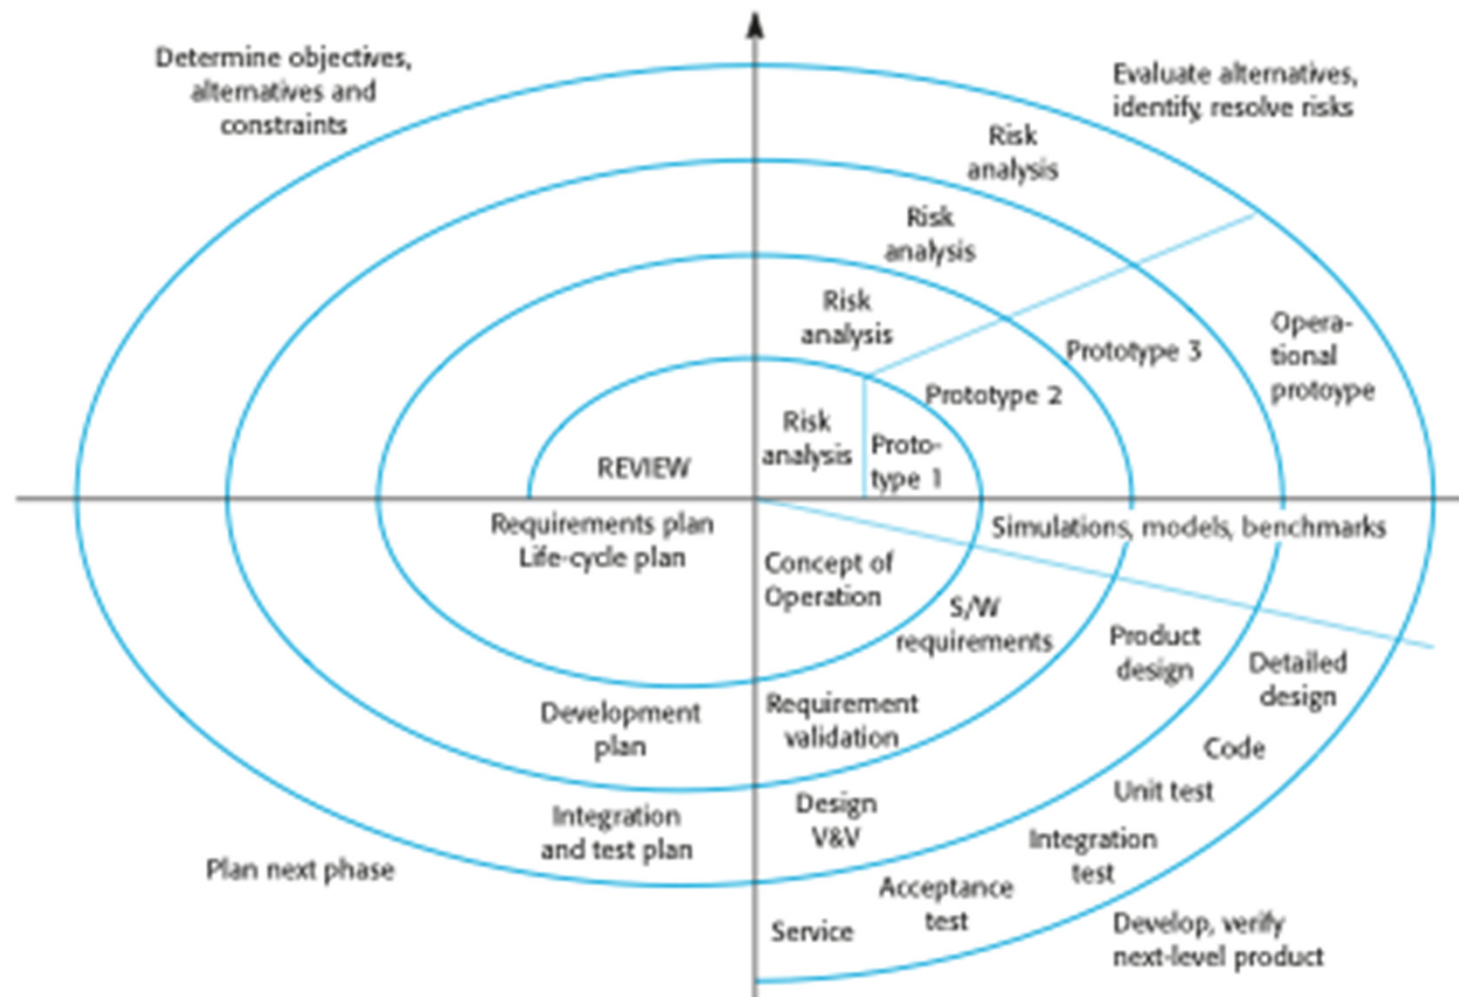 Determine objectives,
alternatives and
constraints
Evaluate alternatives,
identify, resolve risks
Risk
analysis
Risk
analysis
Risk
analysis
Risk
analysis
Proto-
type 1
Prototype 2
Prototype 3
Opera-
tional
protoype
REVIEW
Requirements plan
Life-cycle plan
Simulations, models, benchmarks
Concept of
Operation
S/W
requirements
Product
design
Detailed
design
Development
plan
Requirement
validation
Code
Unit test
Integration
and test plan
Design
V&V
Integration
test
Plan next phase
Acceptance
test
Service
Develop, verify
next-level product